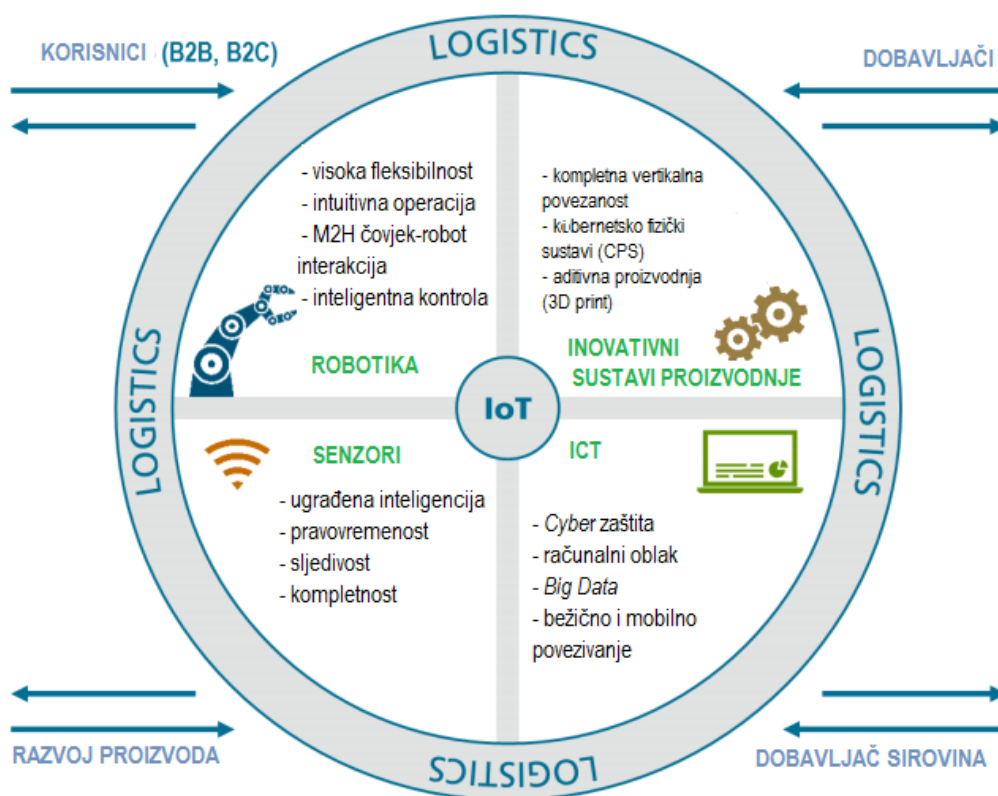 LOGISTICS
KORISNICI (B2B, B2C)
DOBAVLJAČI
- visoka fleksibilnost
- intuitivna operacija
- M2H čovjek-robot
interakcija
- inteligentna kontrola
ROBOTIKA
- kompletna vertikalna
povezanost
- kübernetsko fizički
sustavi (CPS)
- aditivna proizvodnja
(3D print)
INOVATIVNI
SUSTAVI PROIZVODNJE
LOGISTICS
IoT
LOGISTICS
SENZORI
- ugrađena inteligencija
- pravovremenost
- sljedivost
- kompletnost
ICT
- Cyber zaštita
- računalni oblak
- Big Data
- bežično i mobilno
povezivanje
RAZVOJ PROIZVODA
DOBAVLJAČ SIROVINA
LOGISTICS